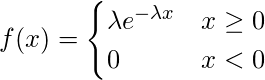 f(x) = { λe^{−λx} x ≥ 0
0 x < 0